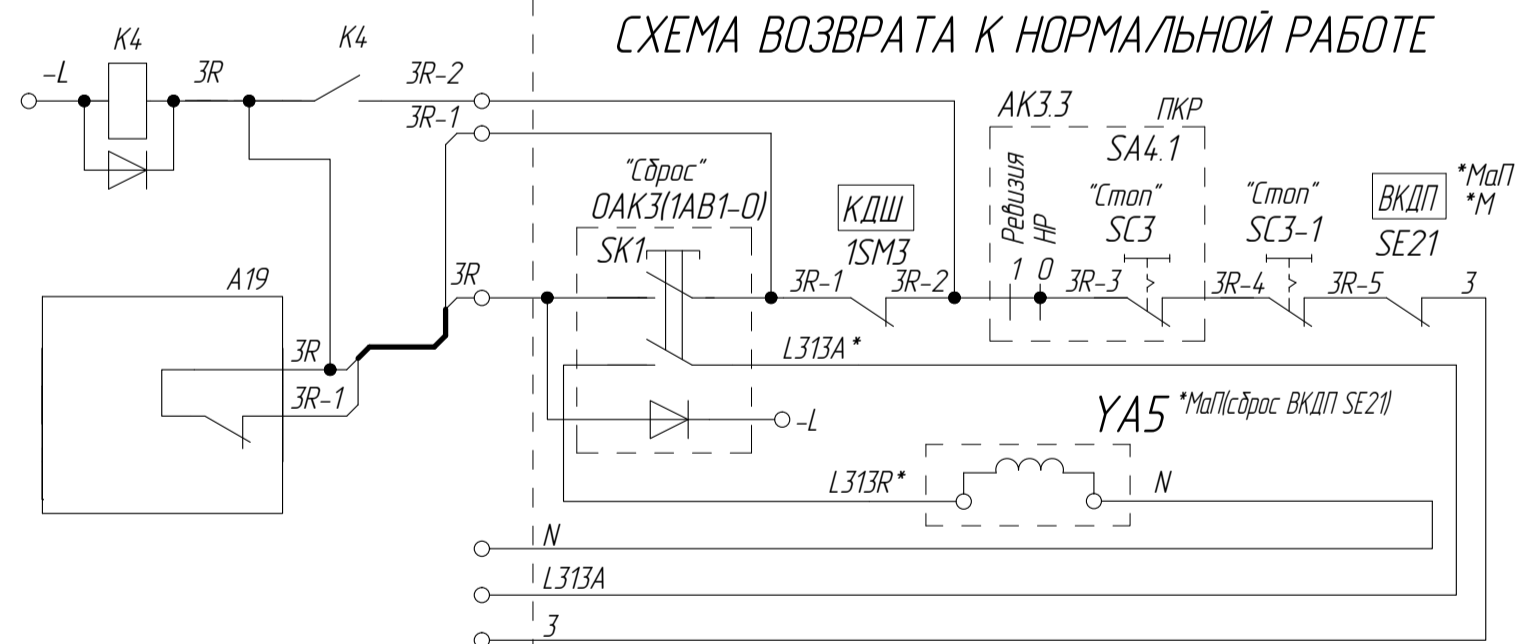 СХЕМА ВОЗВРАТА К НОРМАЛЬНОЙ РАБОТЕ
K4
K4
-L
3R
3R-2
3R-1
AK3.3
ПКР
SA4.1
"Сброс"
0АК3(1АВ1-0)
SK1
КДШ
1SM3
Ревизия
НР
1
0
"Стоп"
SC3
"Стоп"
SC3-1
ВКДП
SE21
*МаП
*М
A19
3R
3R-1
3R-2
3R-3
3R-4
3R-5
3
3R
3R-1
L313A*
-L
YA5
*МаП(сброс ВКДП SE21)
L313R*
N
N
L313A
3